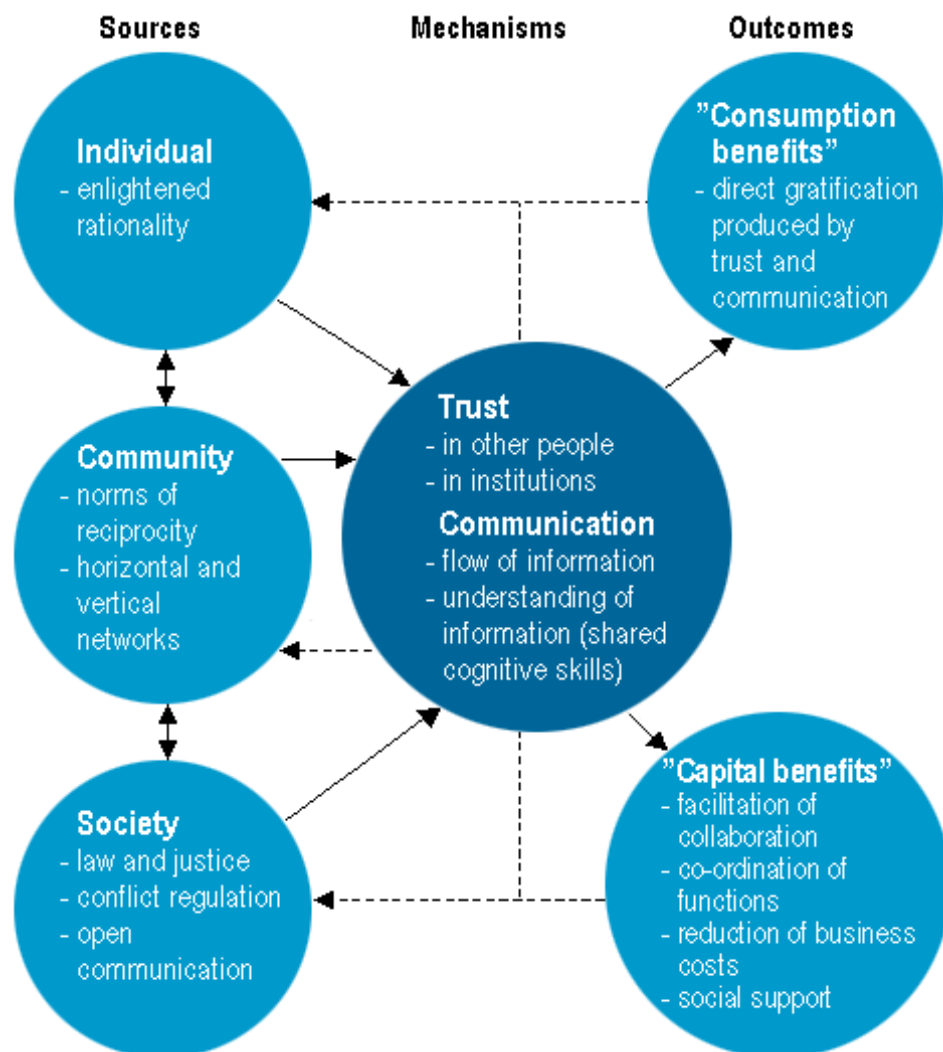 Sources
Mechanisms
Outcomes
Individual
- enlightened
rationality
Community
- norms of
reciprocity
- horizontal and
vertical
networks
Society
- law and justice
- conflict regulation
- open
communication
Trust
- in other people
- in institutions
Communication
- flow of information
- understanding of
information (shared
cognitive skills)
”Consumption
benefits”
- direct gratification
produced by
trust and
communication
”Capital benefits”
- facilitation of
collaboration
- co-ordination of
functions
- reduction of business
costs
- social support